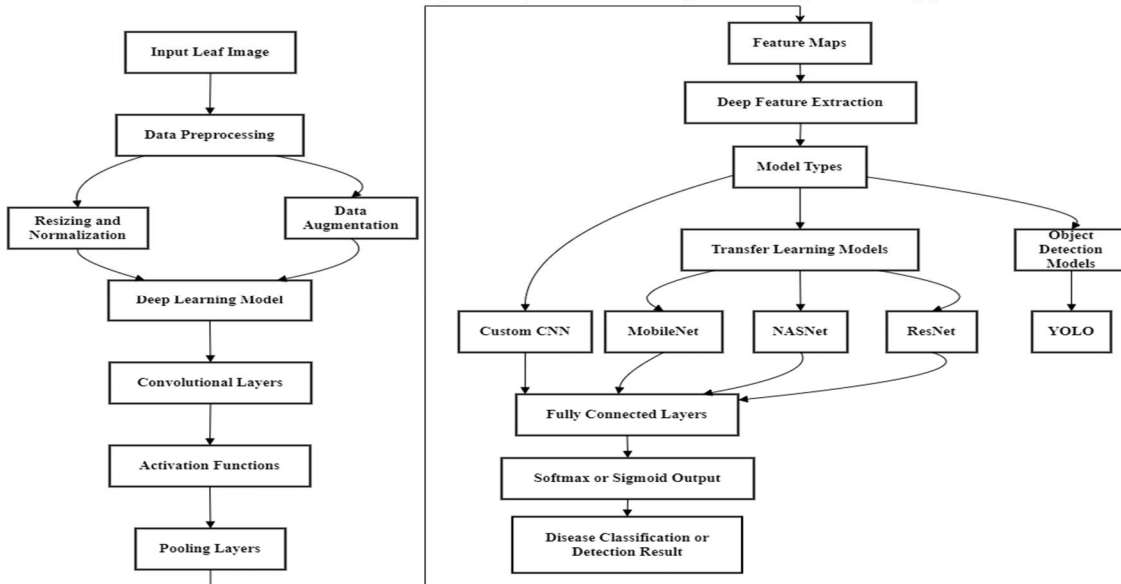 Input Leaf Image
Data Preprocessing
Resizing and
Normalization
Data
Augmentation
Deep Learning Model
Convolutional Layers
Activation Functions
Pooling Layers
Feature Maps
Deep Feature Extraction
Model Types
Transfer Learning Models
Object
Detection
Models
Custom CNN
MobileNet
NASNet
ResNet
YOLO
Fully Connected Layers
Softmax or Sigmoid Output
Disease Classification or
Detection Result